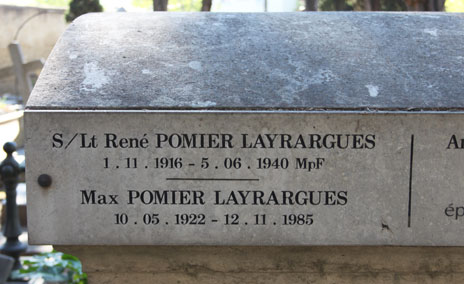 S/Lt René POMIER LAYRARGUES
1 . 11 . 1916 - 5 . 06 . 1940 MpF
Max POMIER LAYRARGUES
10 . 05 . 1922 - 12 . 11 . 1985